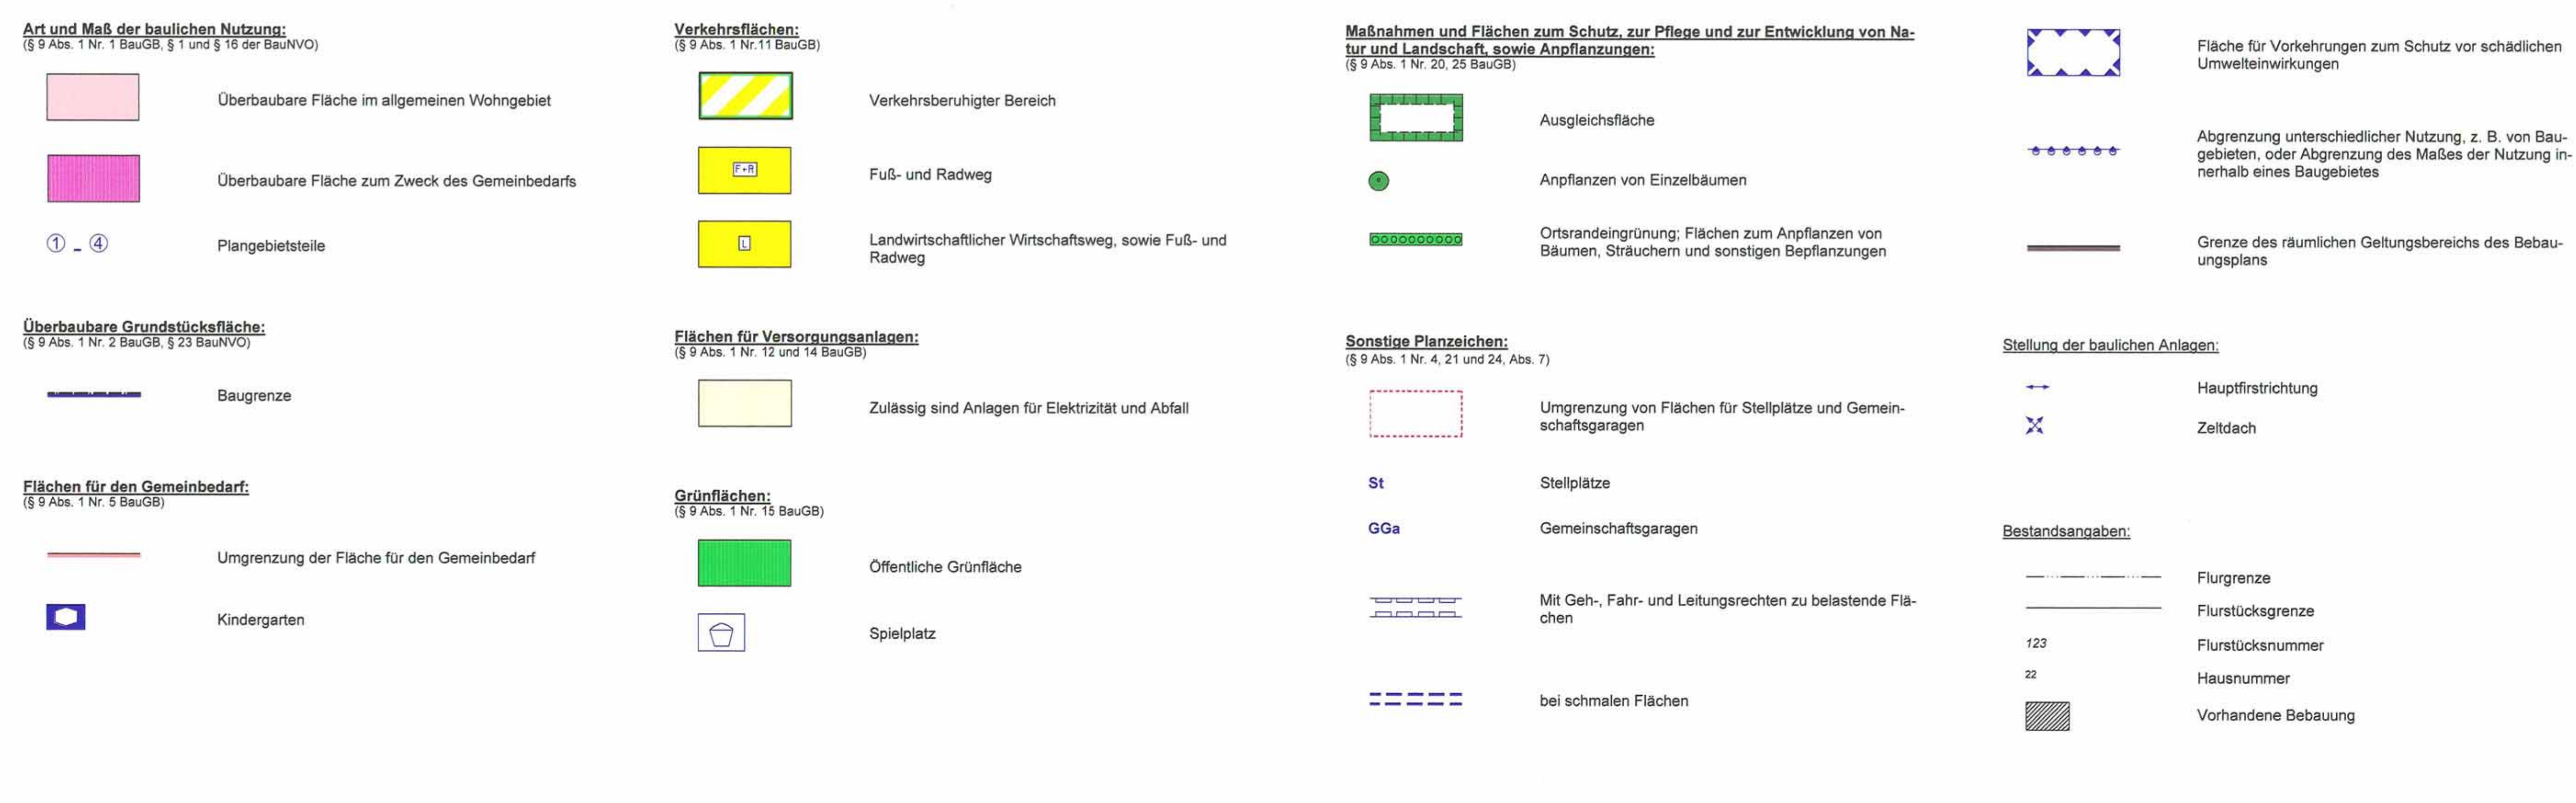 Art und Maß der baulichen Nutzung:
(§ 9 Abs. 1 Nr. 1 BauGB, § 1 und § 16 der BauNVO)
Überbaubare Fläche im allgemeinen Wohngebiet
Überbaubare Fläche zum Zweck des Gemeinbedarfs
① - ④ Plangebietsteile
Überbaubare Grundstücksfläche:
(§ 9 Abs. 1 Nr. 2 BauGB, § 23 BauNVO)
Baugrenze
Flächen für den Gemeinbedarf:
(§ 9 Abs. 1 Nr. 5 BauGB)
Umgrenzung der Fläche für den Gemeinbedarf
Kindergarten
Verkehrsflächen:
(§ 9 Abs. 1 Nr.11 BauGB)
Verkehrsberuhigter Bereich
F+R Fuß- und Radweg
L Landwirtschaftlicher Wirtschaftsweg, sowie Fuß- und
Radweg
Flächen für Versorgungsanlagen:
(§ 9 Abs. 1 Nr. 12 und 14 BauGB)
Zulässig sind Anlagen für Elektrizität und Abfall
Grünflächen:
(§ 9 Abs. 1 Nr. 15 BauGB)
Öffentliche Grünfläche
Spielplatz
Maßnahmen und Flächen zum Schutz, zur Pflege und zur Entwicklung von Na-
tur und Landschaft, sowie Anpflanzungen:
(§ 9 Abs. 1 Nr. 20, 25 BauGB)
Ausgleichsfläche
Anpflanzen von Einzelbäumen
Ortsrandeingrünung; Flächen zum Anpflanzen von
Bäumen, Sträuchern und sonstigen Bepflanzungen
Sonstige Planzeichen:
(§ 9 Abs. 1 Nr. 4, 21 und 24, Abs. 7)
Umgrenzung von Flächen für Stellplätze und Gemein-
schaftsgaragen
St Stellplätze
GGa Gemeinschaftsgaragen
Mit Geh-, Fahr- und Leitungsrechten zu belastende Flä-
chen
bei schmalen Flächen
Fläche für Vorkehrungen zum Schutz vor schädlichen
Umwelteinwirkungen
Abgrenzung unterschiedlicher Nutzung, z. B. von Bau-
gebieten, oder Abgrenzung des Maßes der Nutzung in-
nerhalb eines Baugebietes
Grenze des räumlichen Geltungsbereichs des Bebau-
ungsplans
Stellung der baulichen Anlagen:
Hauptfirstrichtung
Zeltdach
Bestandsangaben:
Flurgrenze
Flurstücksgrenze
123 Flurstücksnummer
22 Hausnummer
Vorhandene Bebauung